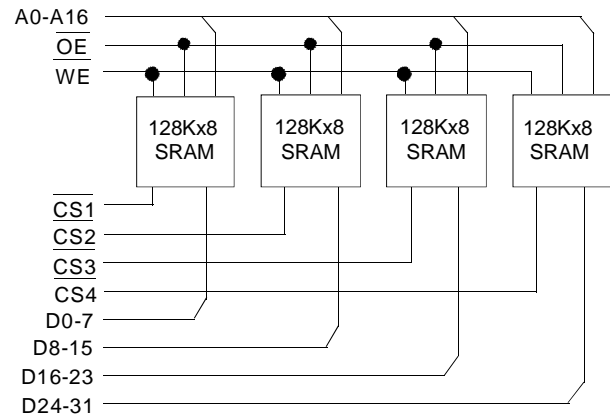 A0-A16
OE
WE
128Kx8 SRAM
128Kx8 SRAM
128Kx8 SRAM
128Kx8 SRAM
CS1
CS2
CS3
CS4
D0-7
D8-15
D16-23
D24-31